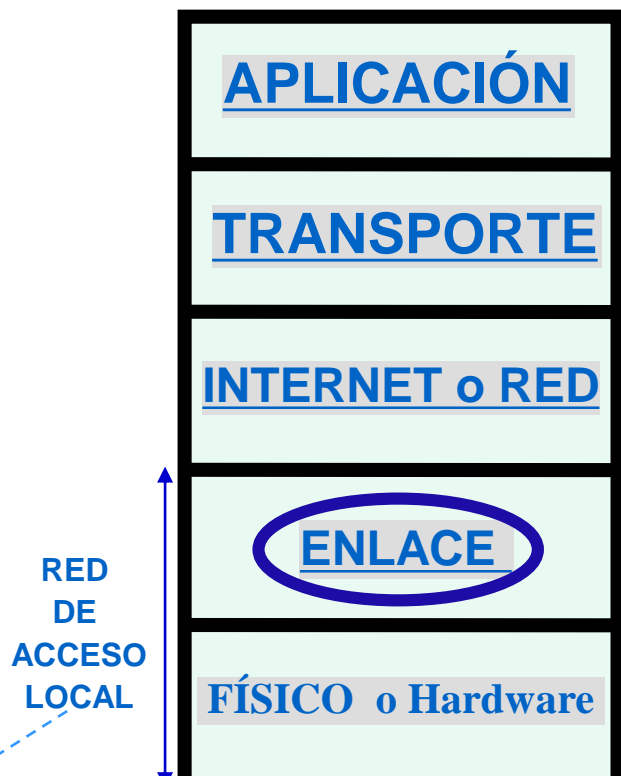 APLICACIÓN
TRANSPORTE
INTERNET o RED
ENLACE
RED
DE
ACCESO
LOCAL
FÍSICO o Hardware